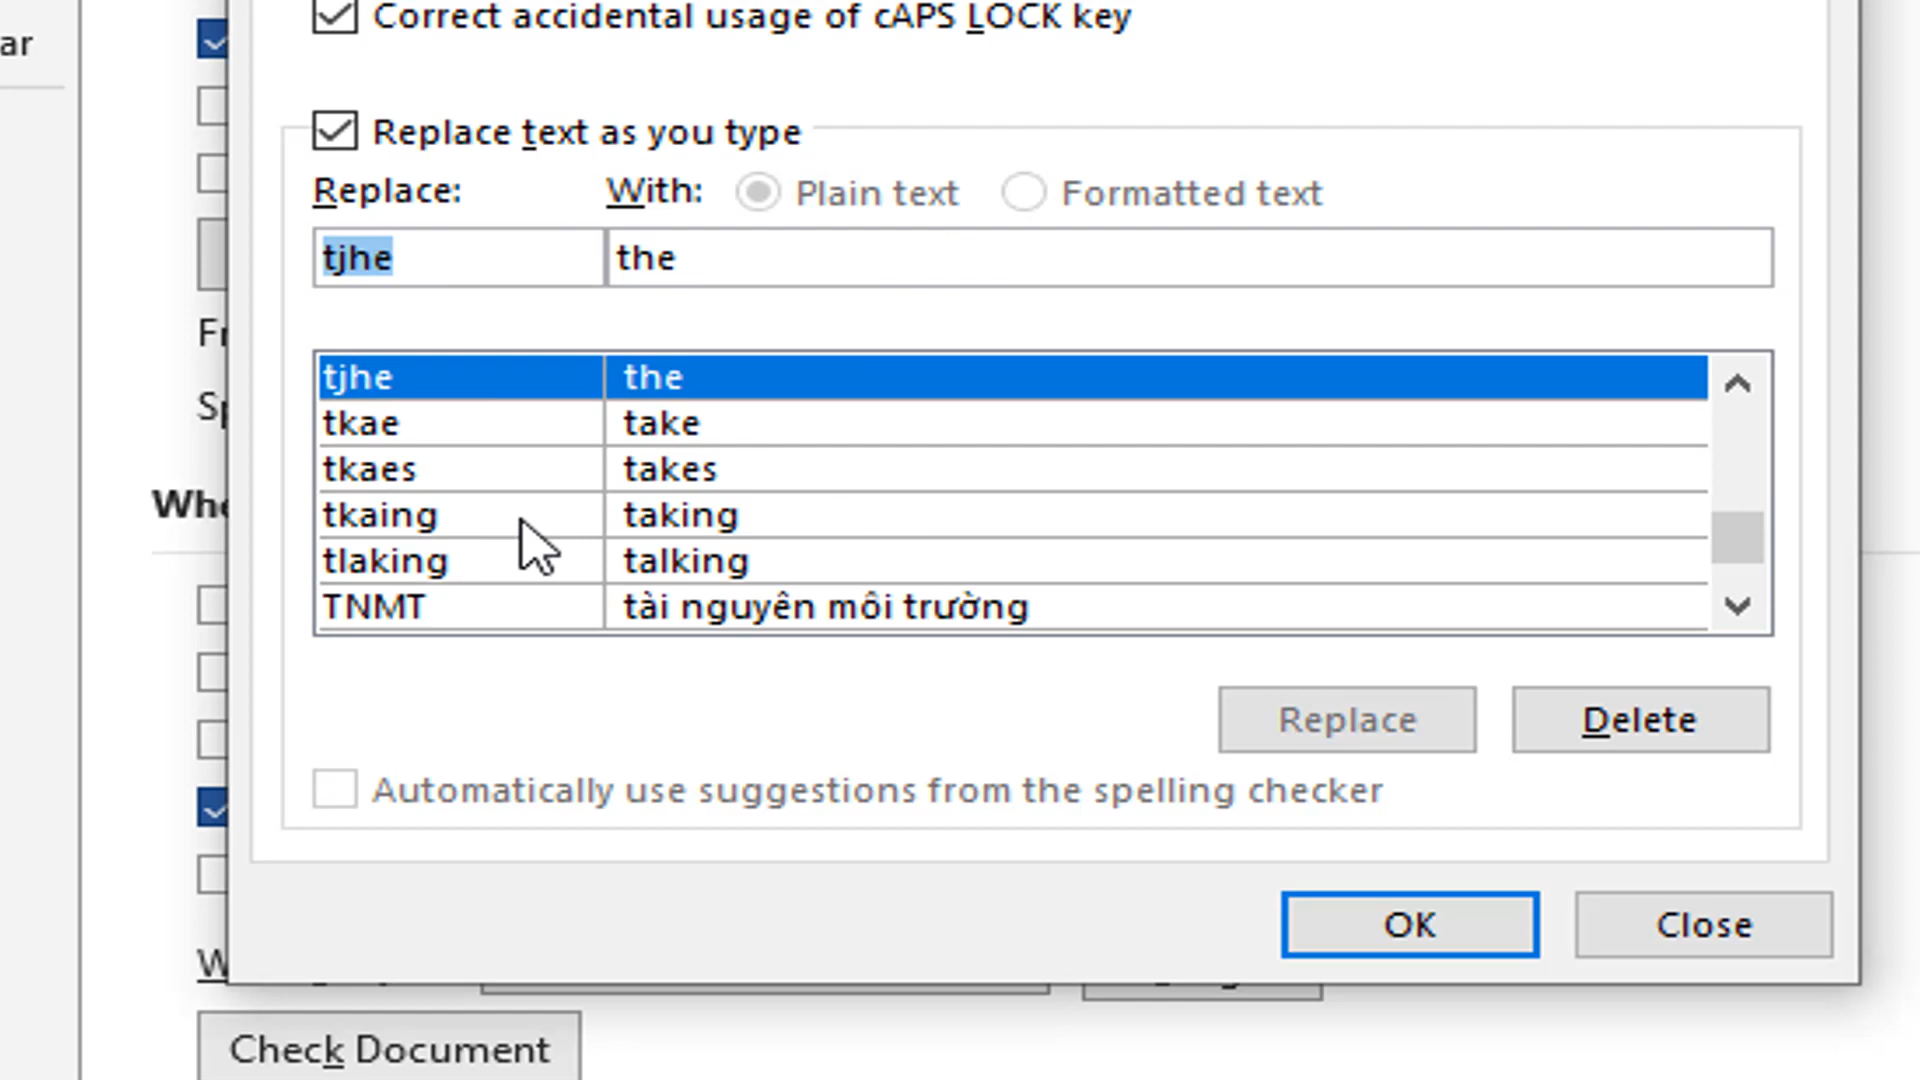 ar
Correct accidental usage of cAPS LOCK key
Replace text as you type
Replace: With: Plain text Formatted text
tjhe the
tjhe the
tkae take
tkaes takes
tkaing taking
tlaking talking
TNMT tài nguyên môi trường
Replace Delete
Automatically use suggestions from the spelling checker
OK Close
Check Document